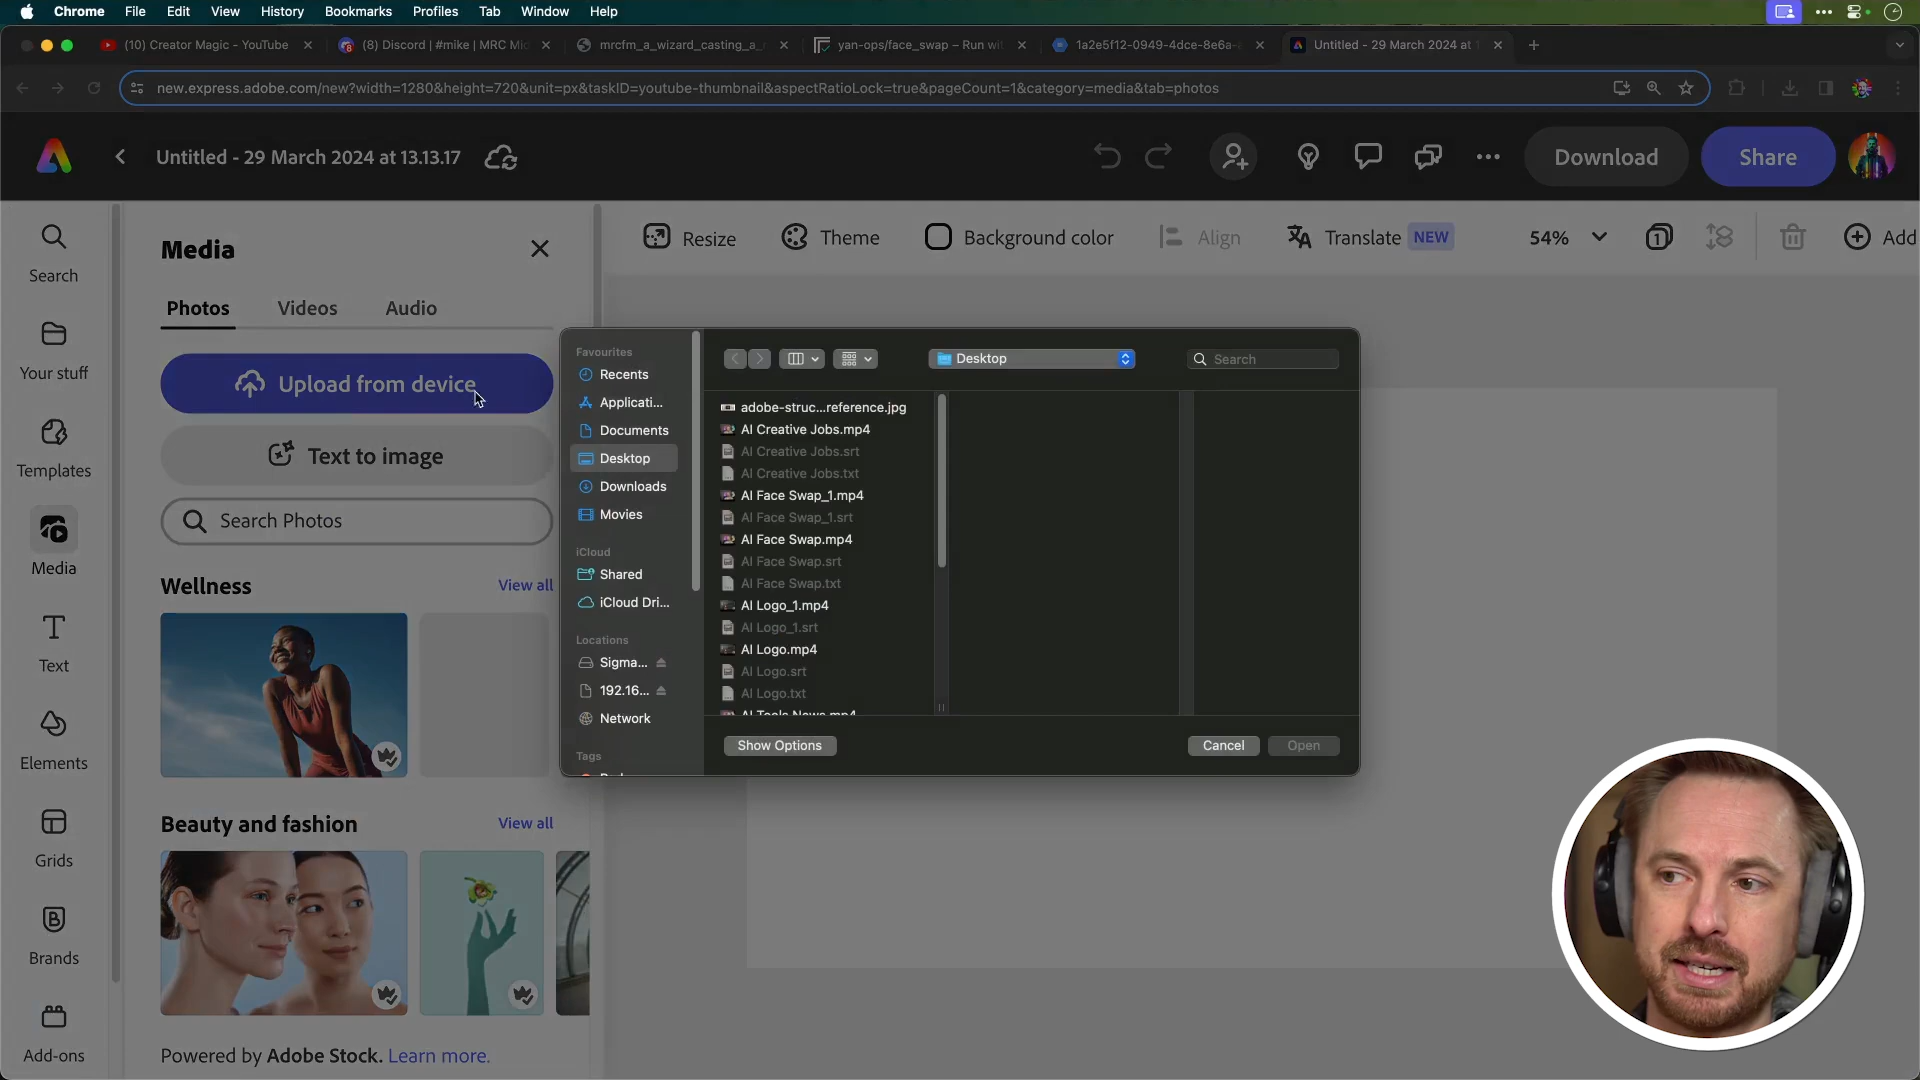 Chrome File Edit View History Bookmarks Profiles Tab Window Help
(10) Creator Magic - YouTube
(8) Discord | #mike | MRC Mi
mrcfm_a_wizard_casting_a_
yan-ops/face_swap – Run wit
1a2e5f12-0949-4dce-8e6a-
Untitled - 29 March 2024 at 1
new.express.adobe.com/new?width=1280&height=720&unit=px&taskID=youtube-thumbnail&aspectRatioLock=true&pageCount=1&category=media&tab=photos
Untitled - 29 March 2024 at 13.13.17
Download
Share
Resize
Theme
Background color
Align
Translate NEW
54%
1
Add
Search
Your stuff
Templates
Media
Text
Elements
Grids
Brands
Add-ons
Media
Photos Videos Audio
Upload from device
Text to image
Search Photos
Wellness View all
Beauty and fashion View all
Powered by Adobe Stock. Learn more.
Favourites
Recents
Applicati...
Documents
Desktop
Downloads
Movies
iCloud
Shared
iCloud Dri...
Locations
Sigma...
192.16...
Network
Tags
Desktop
Search
adobe-struc...reference.jpg
AI Creative Jobs.mp4
AI Creative Jobs.srt
AI Creative Jobs.txt
AI Face Swap_1.mp4
AI Face Swap_1.srt
AI Face Swap.mp4
AI Face Swap.srt
AI Face Swap.txt
AI Logo_1.mp4
AI Logo_1.srt
AI Logo.mp4
AI Logo.srt
AI Logo.txt
AI Tools News.mp4
Show Options
Cancel
Open